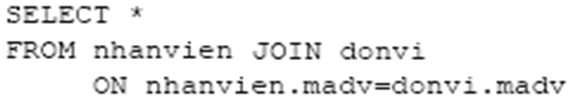 SELECT *
FROM nhanvien JOIN donvi
ON nhanvien.madv=donvi.madv